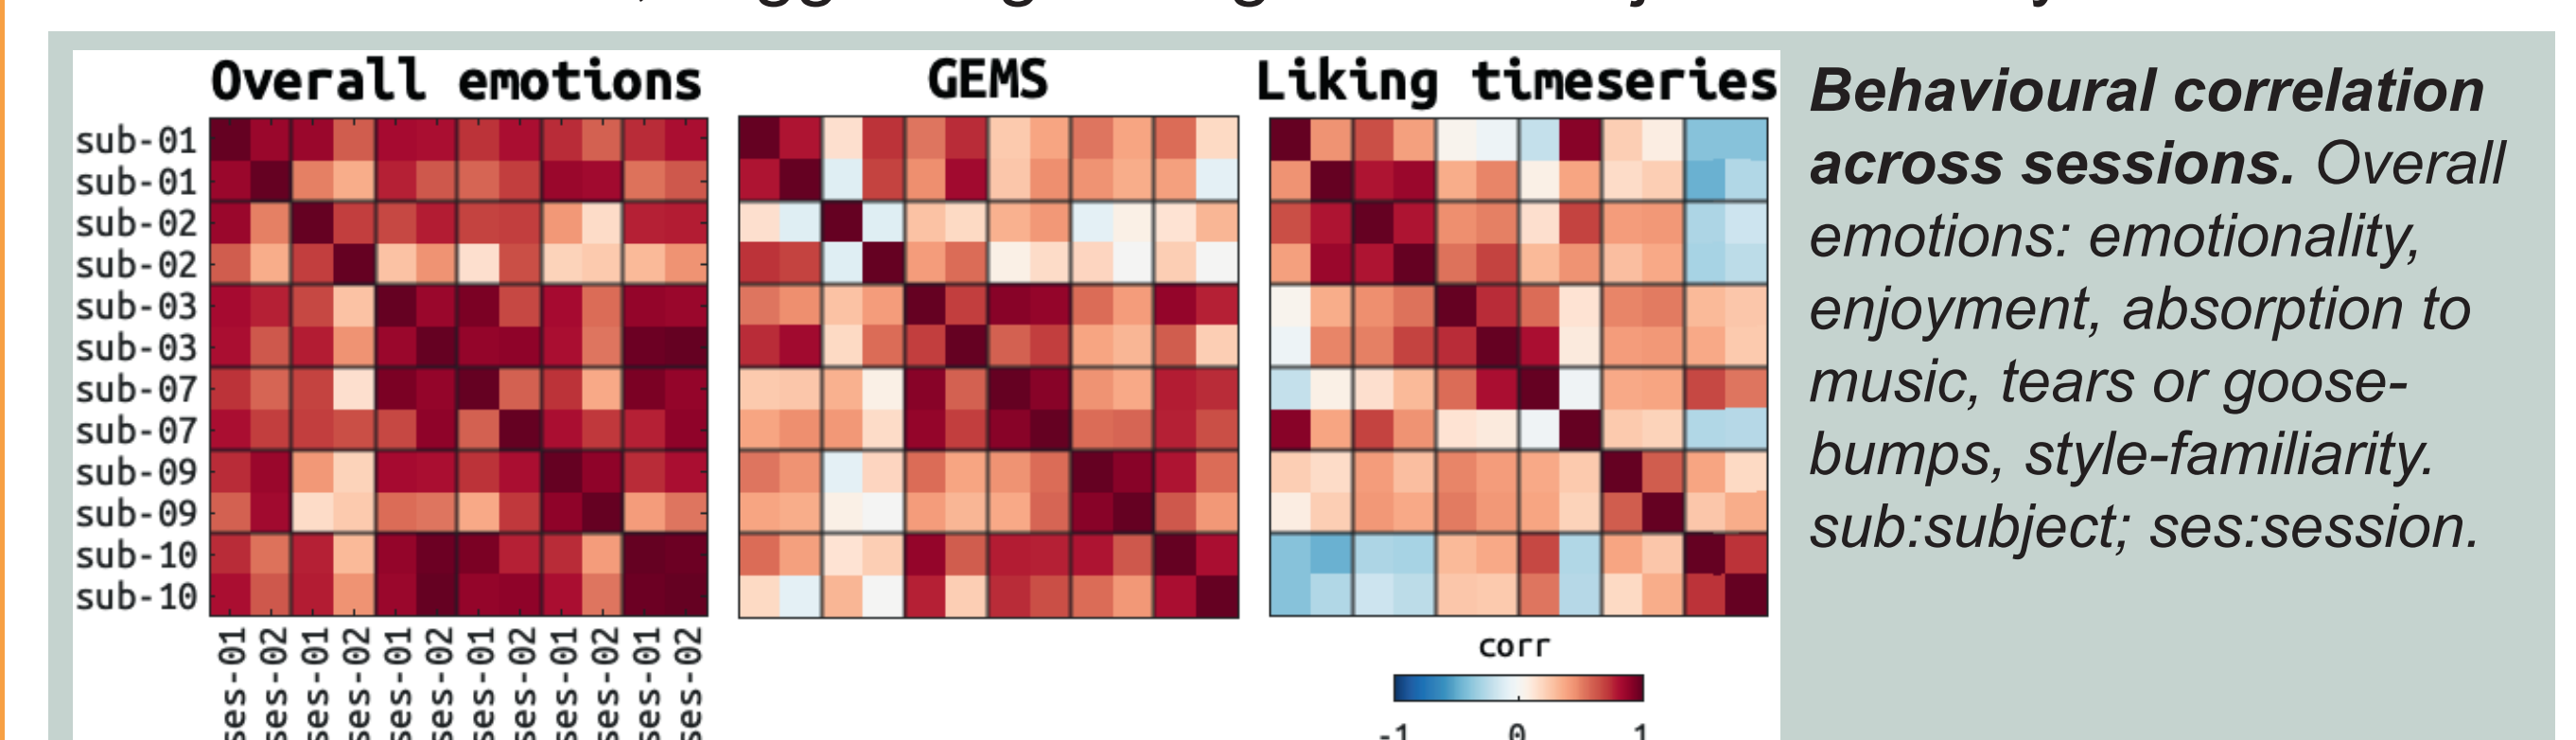 Overall emotions
GEMS
Liking timeseries
sub-01
sub-01
sub-02
sub-02
sub-03
sub-03
sub-07
sub-07
sub-09
sub-09
sub-10
sub-10
ses-01
ses-02
ses-01
ses-02
ses-01
ses-02
ses-01
ses-02
ses-01
ses-02
ses-01
ses-02
corr
-1 0 1
Behavioural correlation
across sessions. Overall
emotions: emotionality,
enjoyment, absorption to
music, tears or goose-
bumps, style-familiarity.
sub:subject; ses:session.